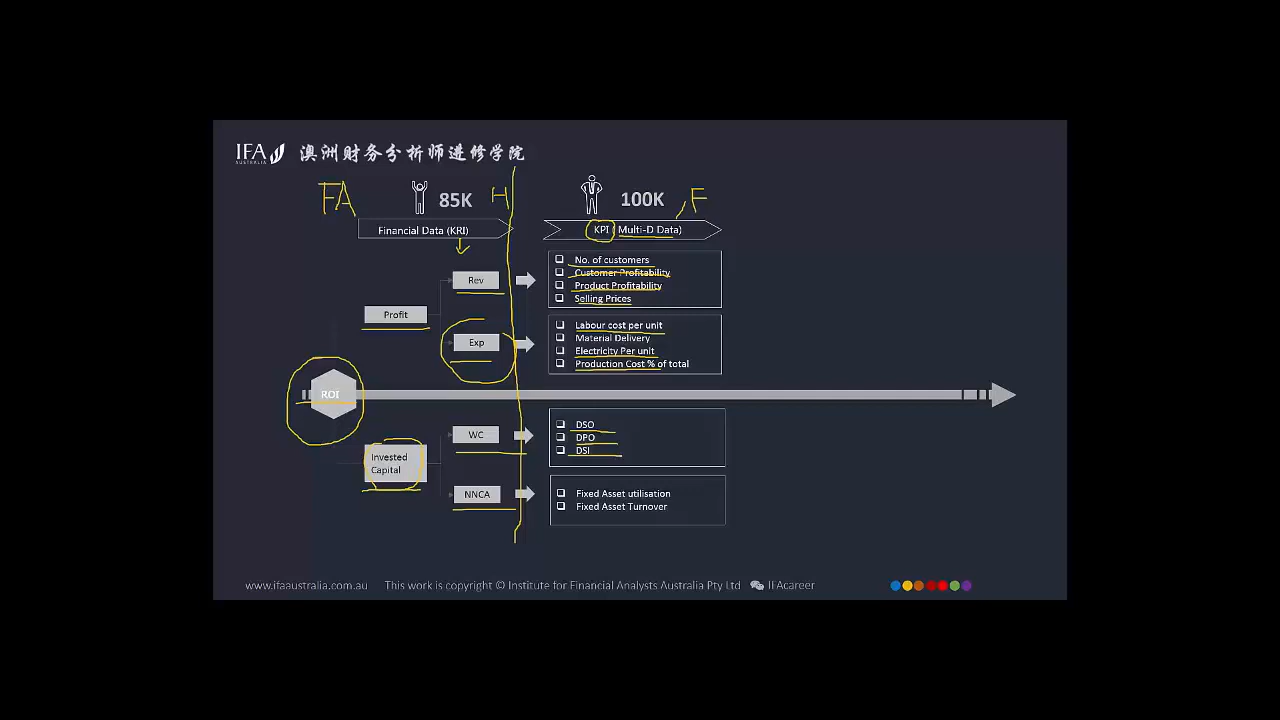 IFA 澳洲财务分析师进修学院
AUSTRALIA
FA
85K
H
100K
F
Financial Data (KRI)
KPI (Multi-D Data)
Rev
No. of customers
Customer Profitability
Product Profitability
Selling Prices
Profit
Exp
Labour cost per unit
Material Delivery
Electricity Per unit
Production Cost % of total
ROI
Invested
Capital
WC
DSO
DPO
DSI
NNCA
Fixed Asset utilisation
Fixed Asset Turnover
www.ifaaustralia.com.au This work is copyright © Institute for Financial Analysts Australia Pty Ltd IFAcareer